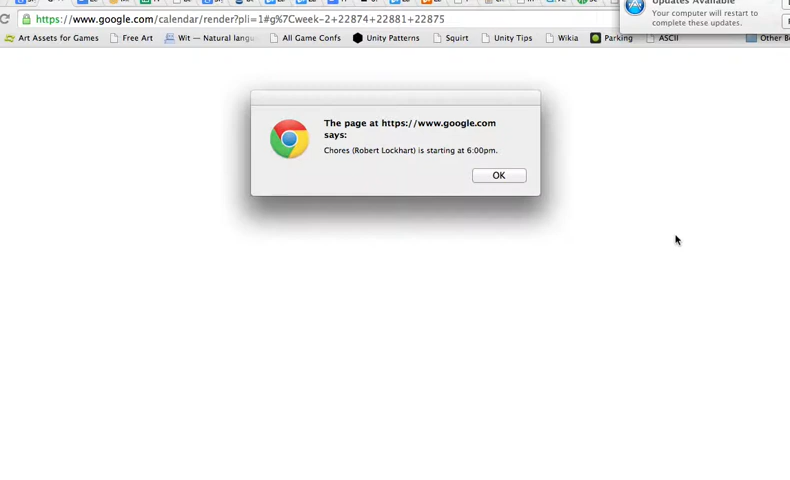 Updates Available
https://www.google.com/calendar/render?pli=1#g%7Cweek-2+22874+22881+22875
Your computer will restart to
complete these updates.
Art Assets for Games Free Art Wit — Natural langu All Game Confs Unity Patterns Squirt Unity Tips Wikia Parking ASCII Other Bo
The page at https://www.google.com
says:
Chores (Robert Lockhart) is starting at 6:00pm.
OK